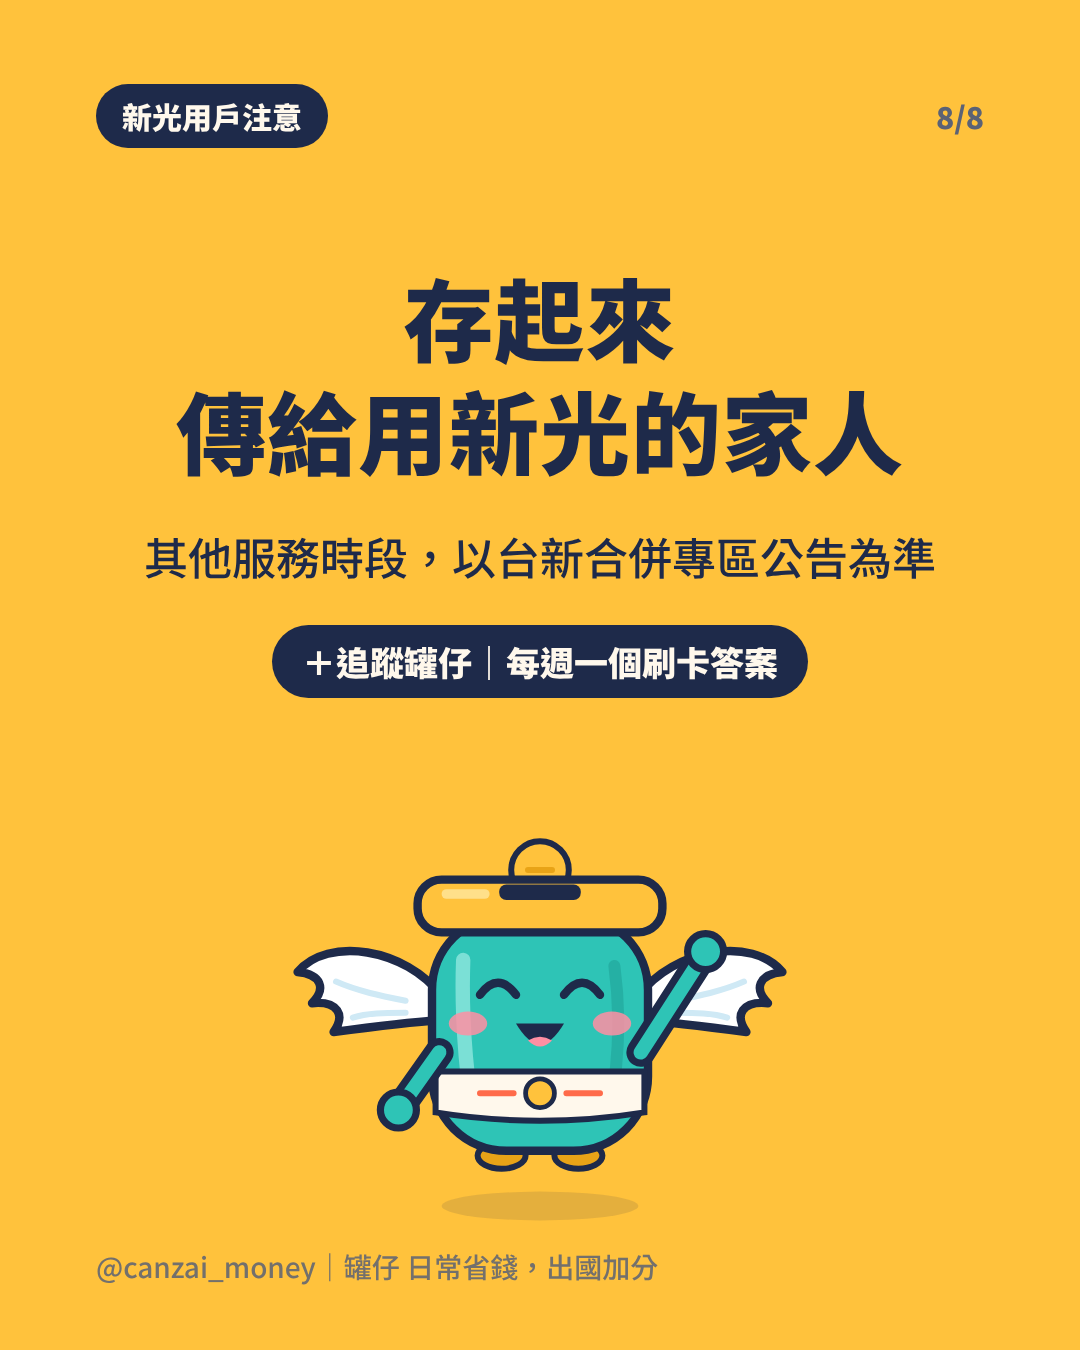 新光用戶注意
8/8
存起來
傳給用新光的家人
其他服務時段，以台新合併專區公告為準
＋追蹤罐仔｜每週一個刷卡答案
@canzai_money｜罐仔 日常省錢，出國加分